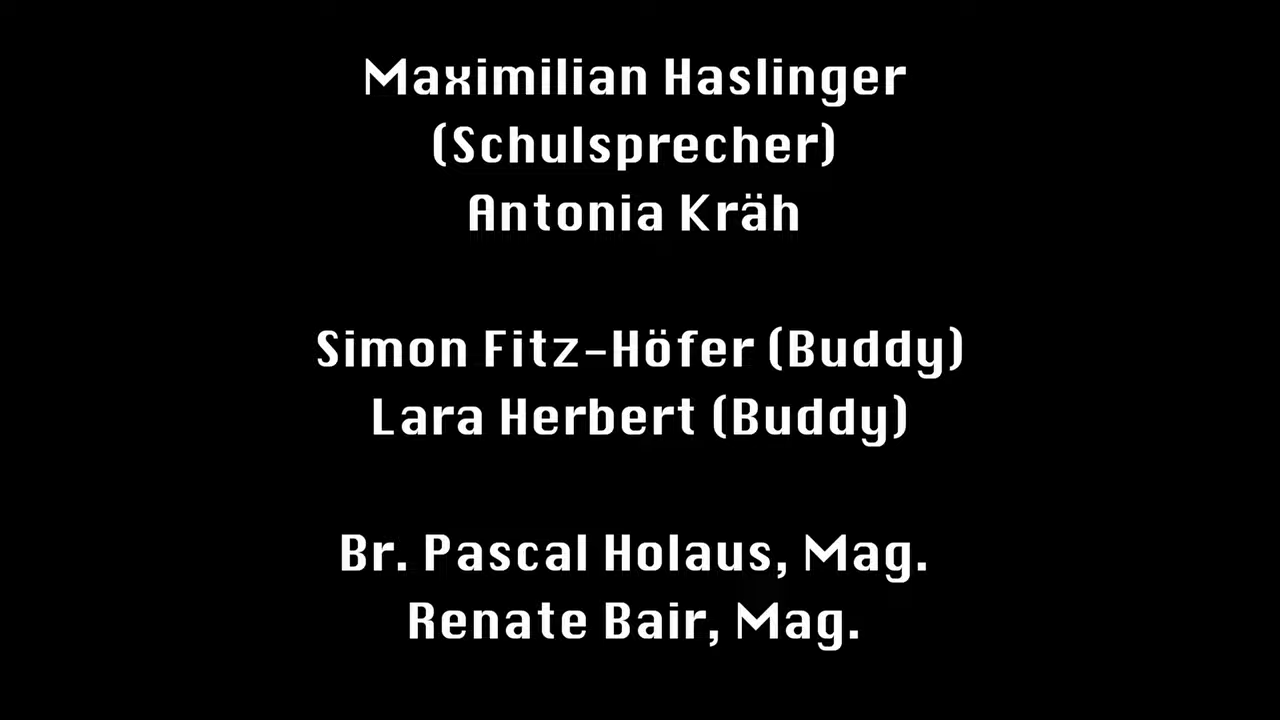 Maximilian Haslinger
(Schulsprecher)
Antonia Kräh
Simon Fitz-Höfer (Buddy)
Lara Herbert (Buddy)
Br. Pascal Holaus, Mag.
Renate Bair, Mag.